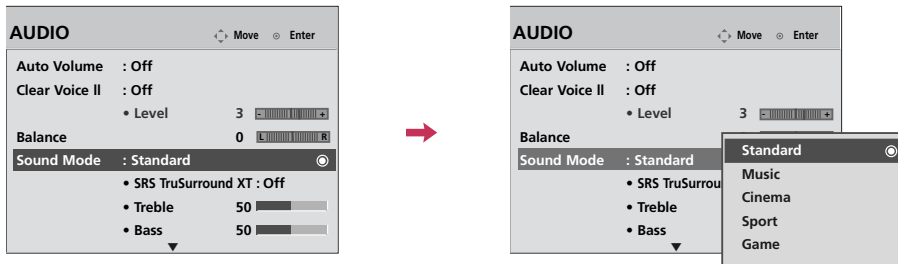 AUDIO
Move Enter
Auto Volume : Off
Clear Voice ll : Off
• Level 3 - +
Balance 0 L R
Sound Mode : Standard
• SRS TruSurround XT : Off
• Treble 50
• Bass 50
AUDIO
Move Enter
Auto Volume : Off
Clear Voice ll : Off
• Level 3 - +
Balance
Sound Mode : Standard
• SRS TruSurrou
• Treble
• Bass
Standard
Music
Cinema
Sport
Game